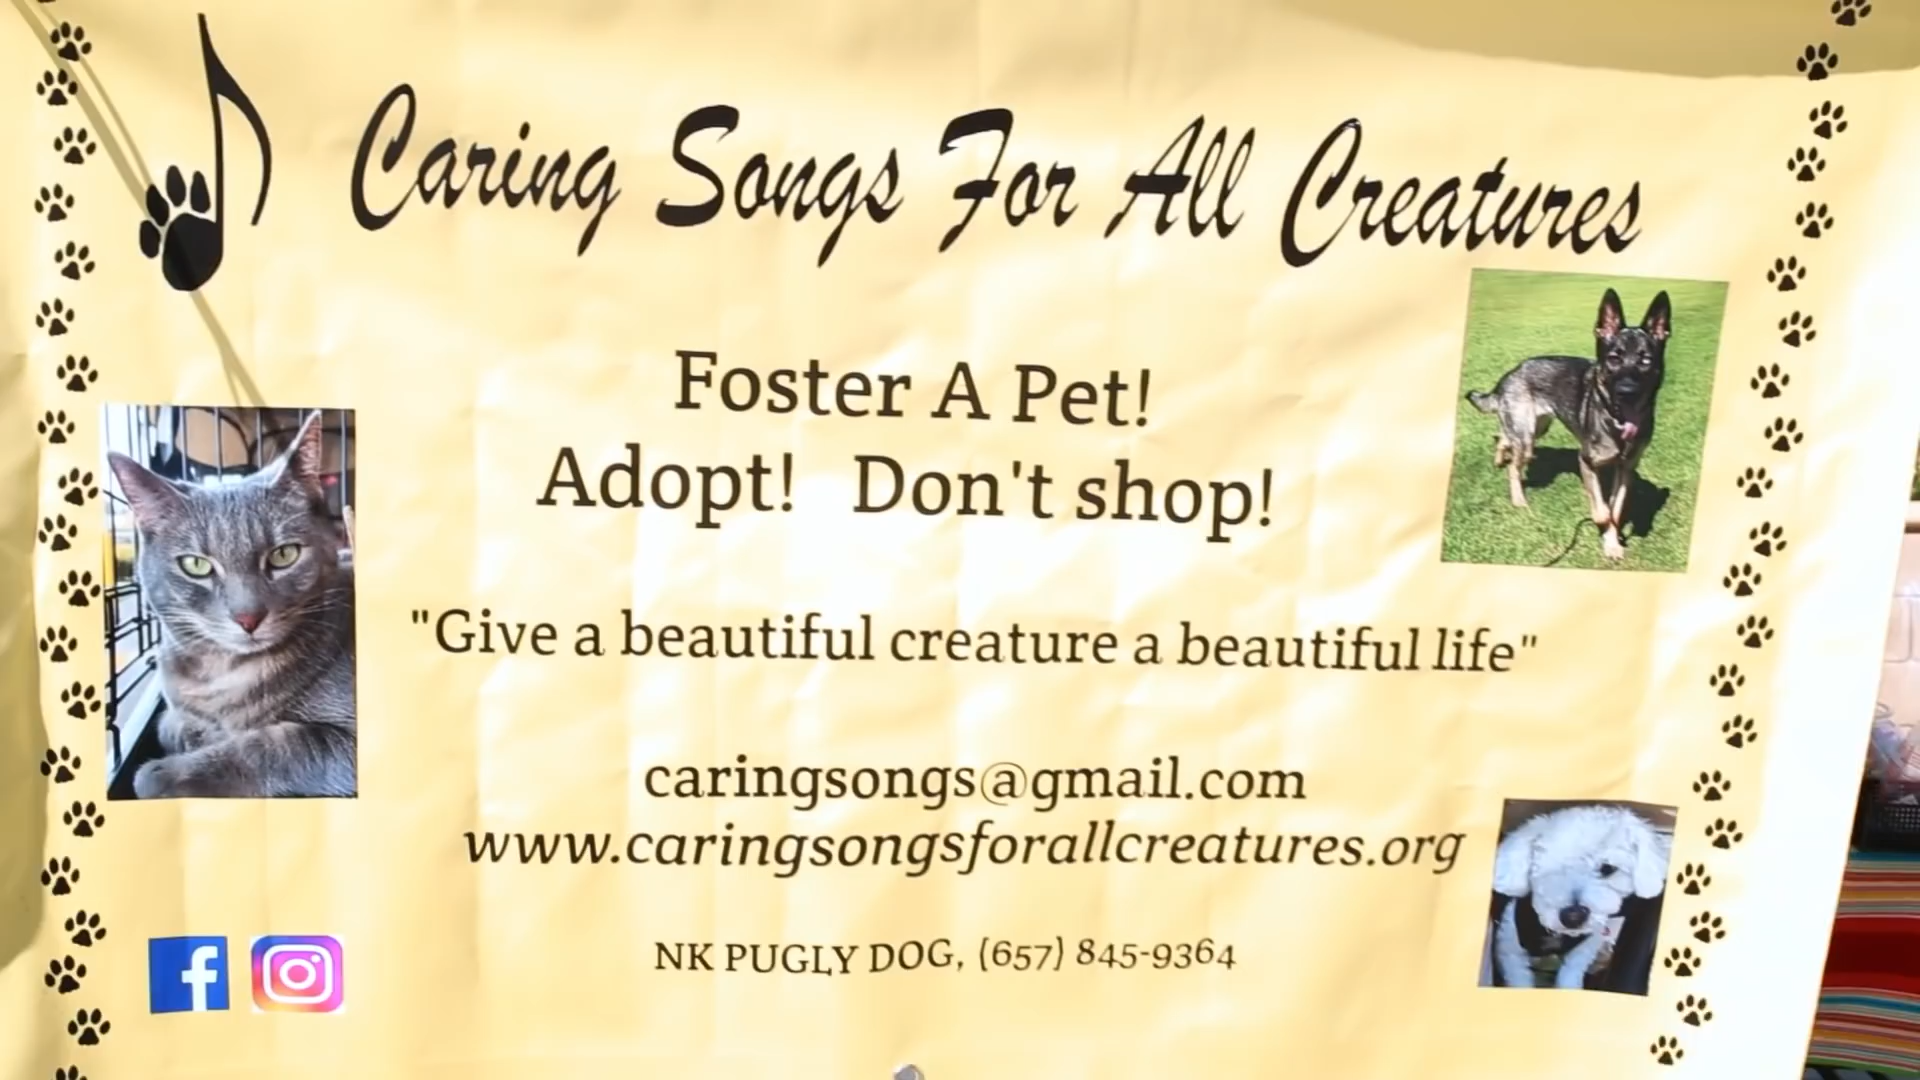 Caring Songs For All Creatures
Foster A Pet!
Adopt! Don't shop!
"Give a beautiful creature a beautiful life"
caringsongs@gmail.com
www.caringsongsforallcreatures.org
NK PUGLY DOG, (657) 845-9364